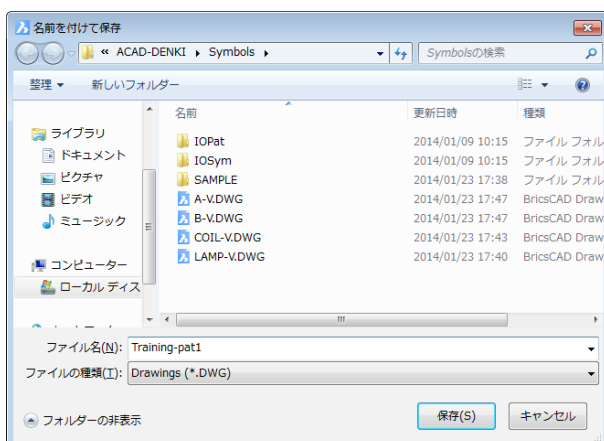 名前を付けて保存
« ACAD-DENKI Symbols Symbolsの検索
整理 新しいフォルダー
名前 更新日時 種類
ライブラリ
ドキュメント
ピクチャ
ビデオ
ミュージック
コンピューター
ローカル ディス
IOPat 2014/01/09 10:15 ファイル フォル
IOSym 2014/01/09 10:15 ファイル フォル
SAMPLE 2014/01/23 17:38 ファイル フォル
A-V.DWG 2014/01/23 17:47 BricsCAD Draw
B-V.DWG 2014/01/23 17:47 BricsCAD Draw
COIL-V.DWG 2014/01/23 17:43 BricsCAD Draw
LAMP-V.DWG 2014/01/23 17:40 BricsCAD Draw
ファイル名(N): Training-pat1
ファイルの種類(T): Drawings (*.DWG)
フォルダーの非表示 保存(S) キャンセル